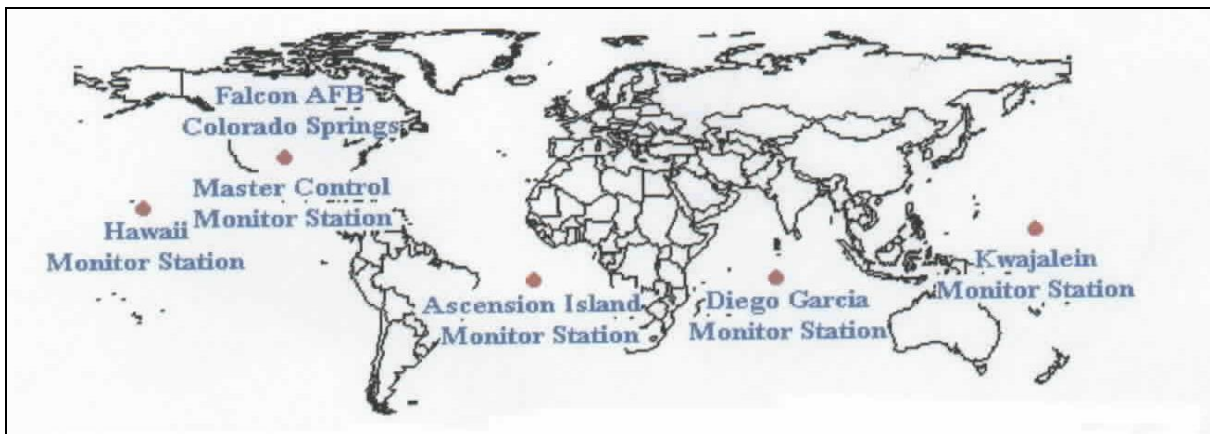 Falcon AFB
Colorado Springs
Master Control
Monitor Station
Hawaii
Monitor Station
Ascension Island
Monitor Station
Diego Garcia
Monitor Station
Kwajalein
Monitor Station